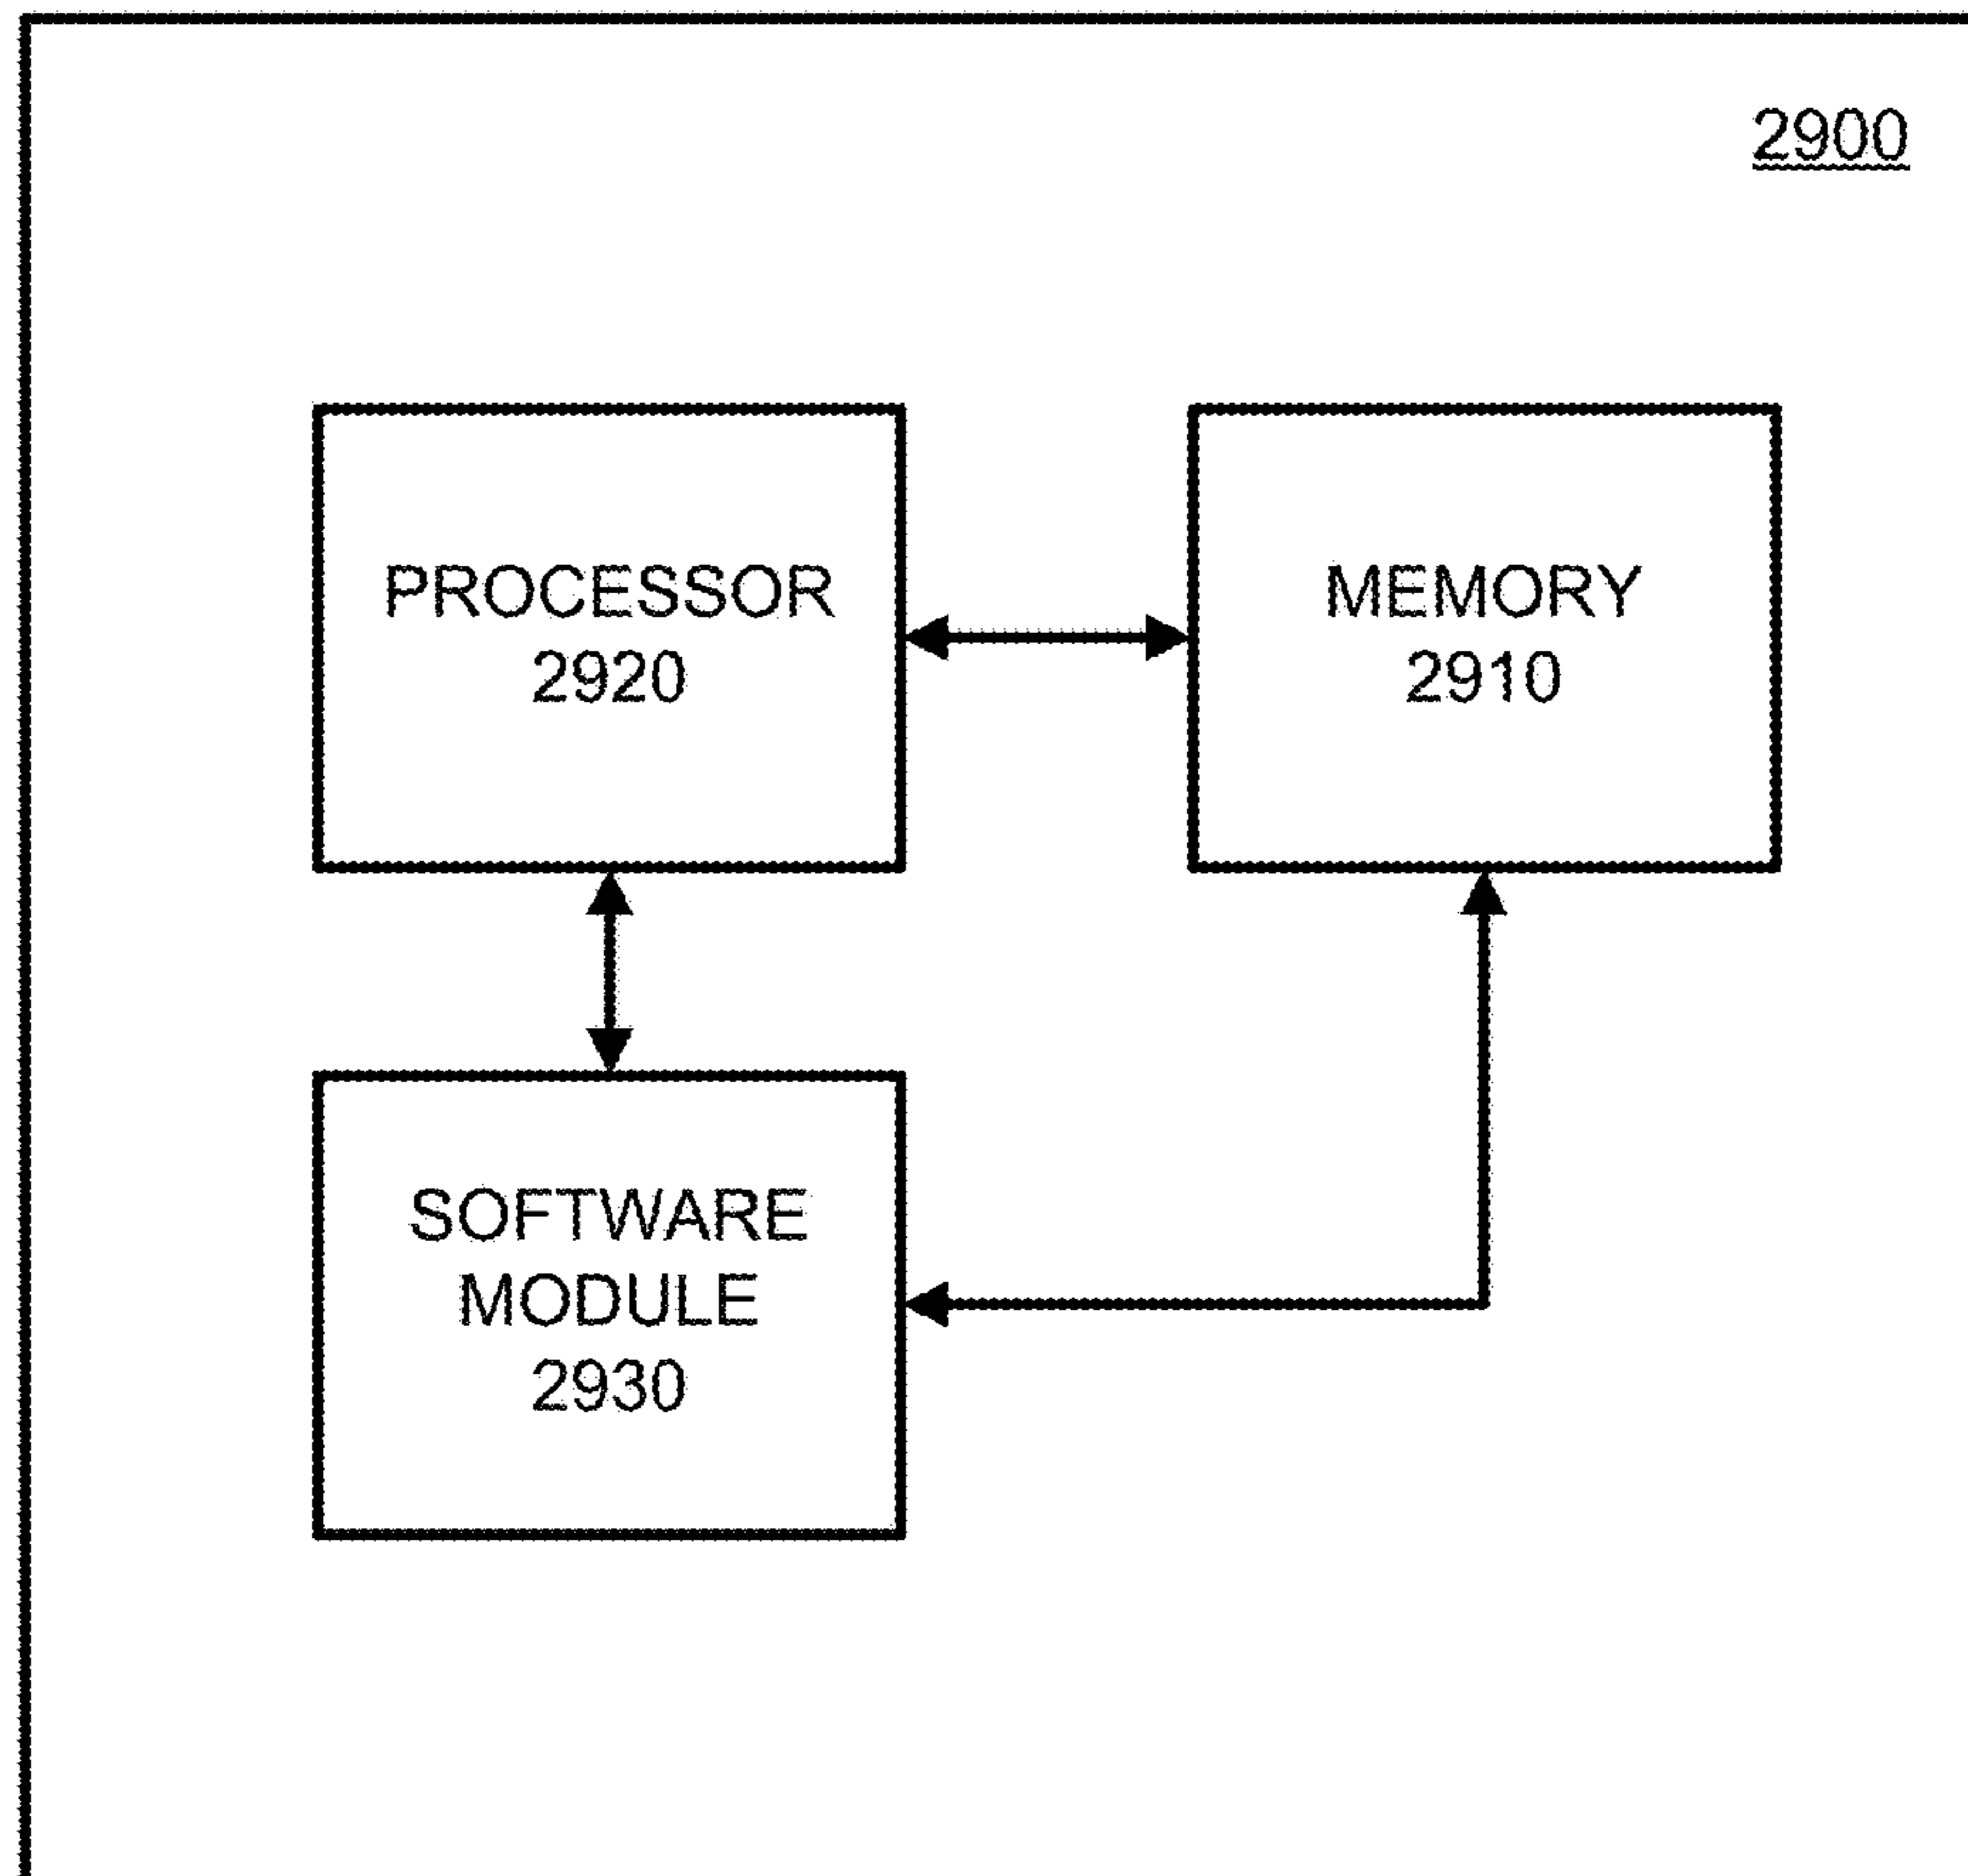 2900
PROCESSOR
2920
MEMORY
2910
SOFTWARE
MODULE
2930